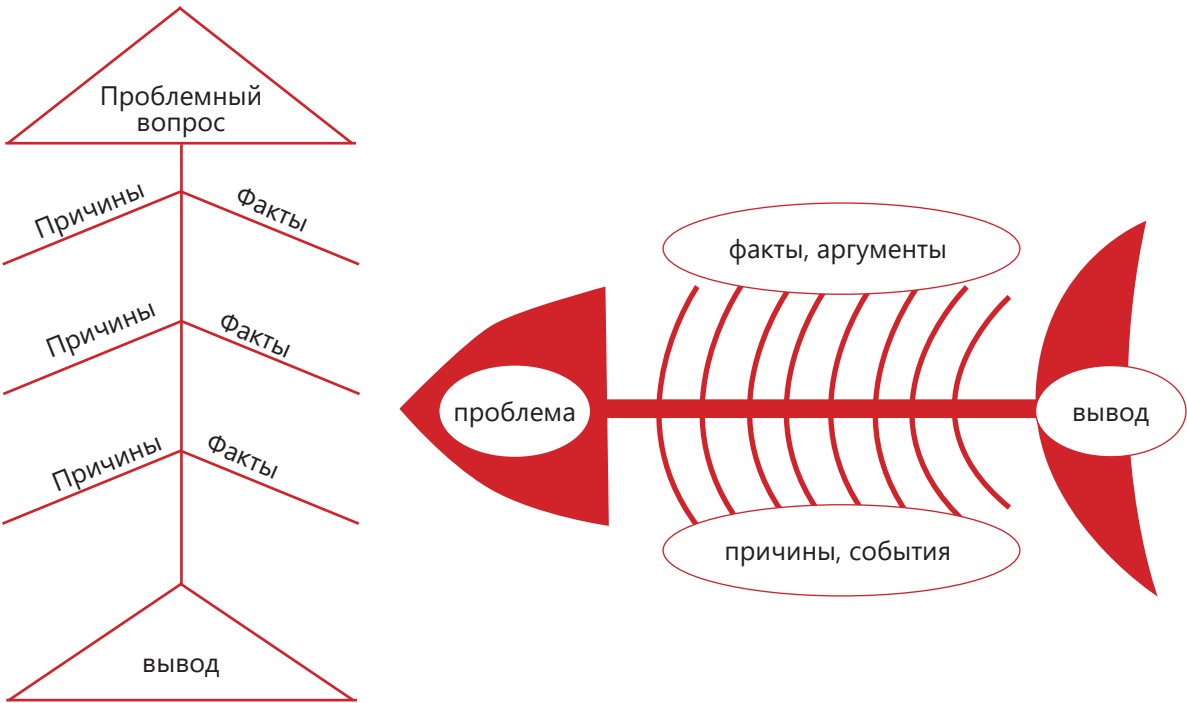 Проблемный
вопрос
Причины
Факты
Причины
Факты
Причины
Факты
вывод
факты, аргументы
проблема
вывод
причины, события